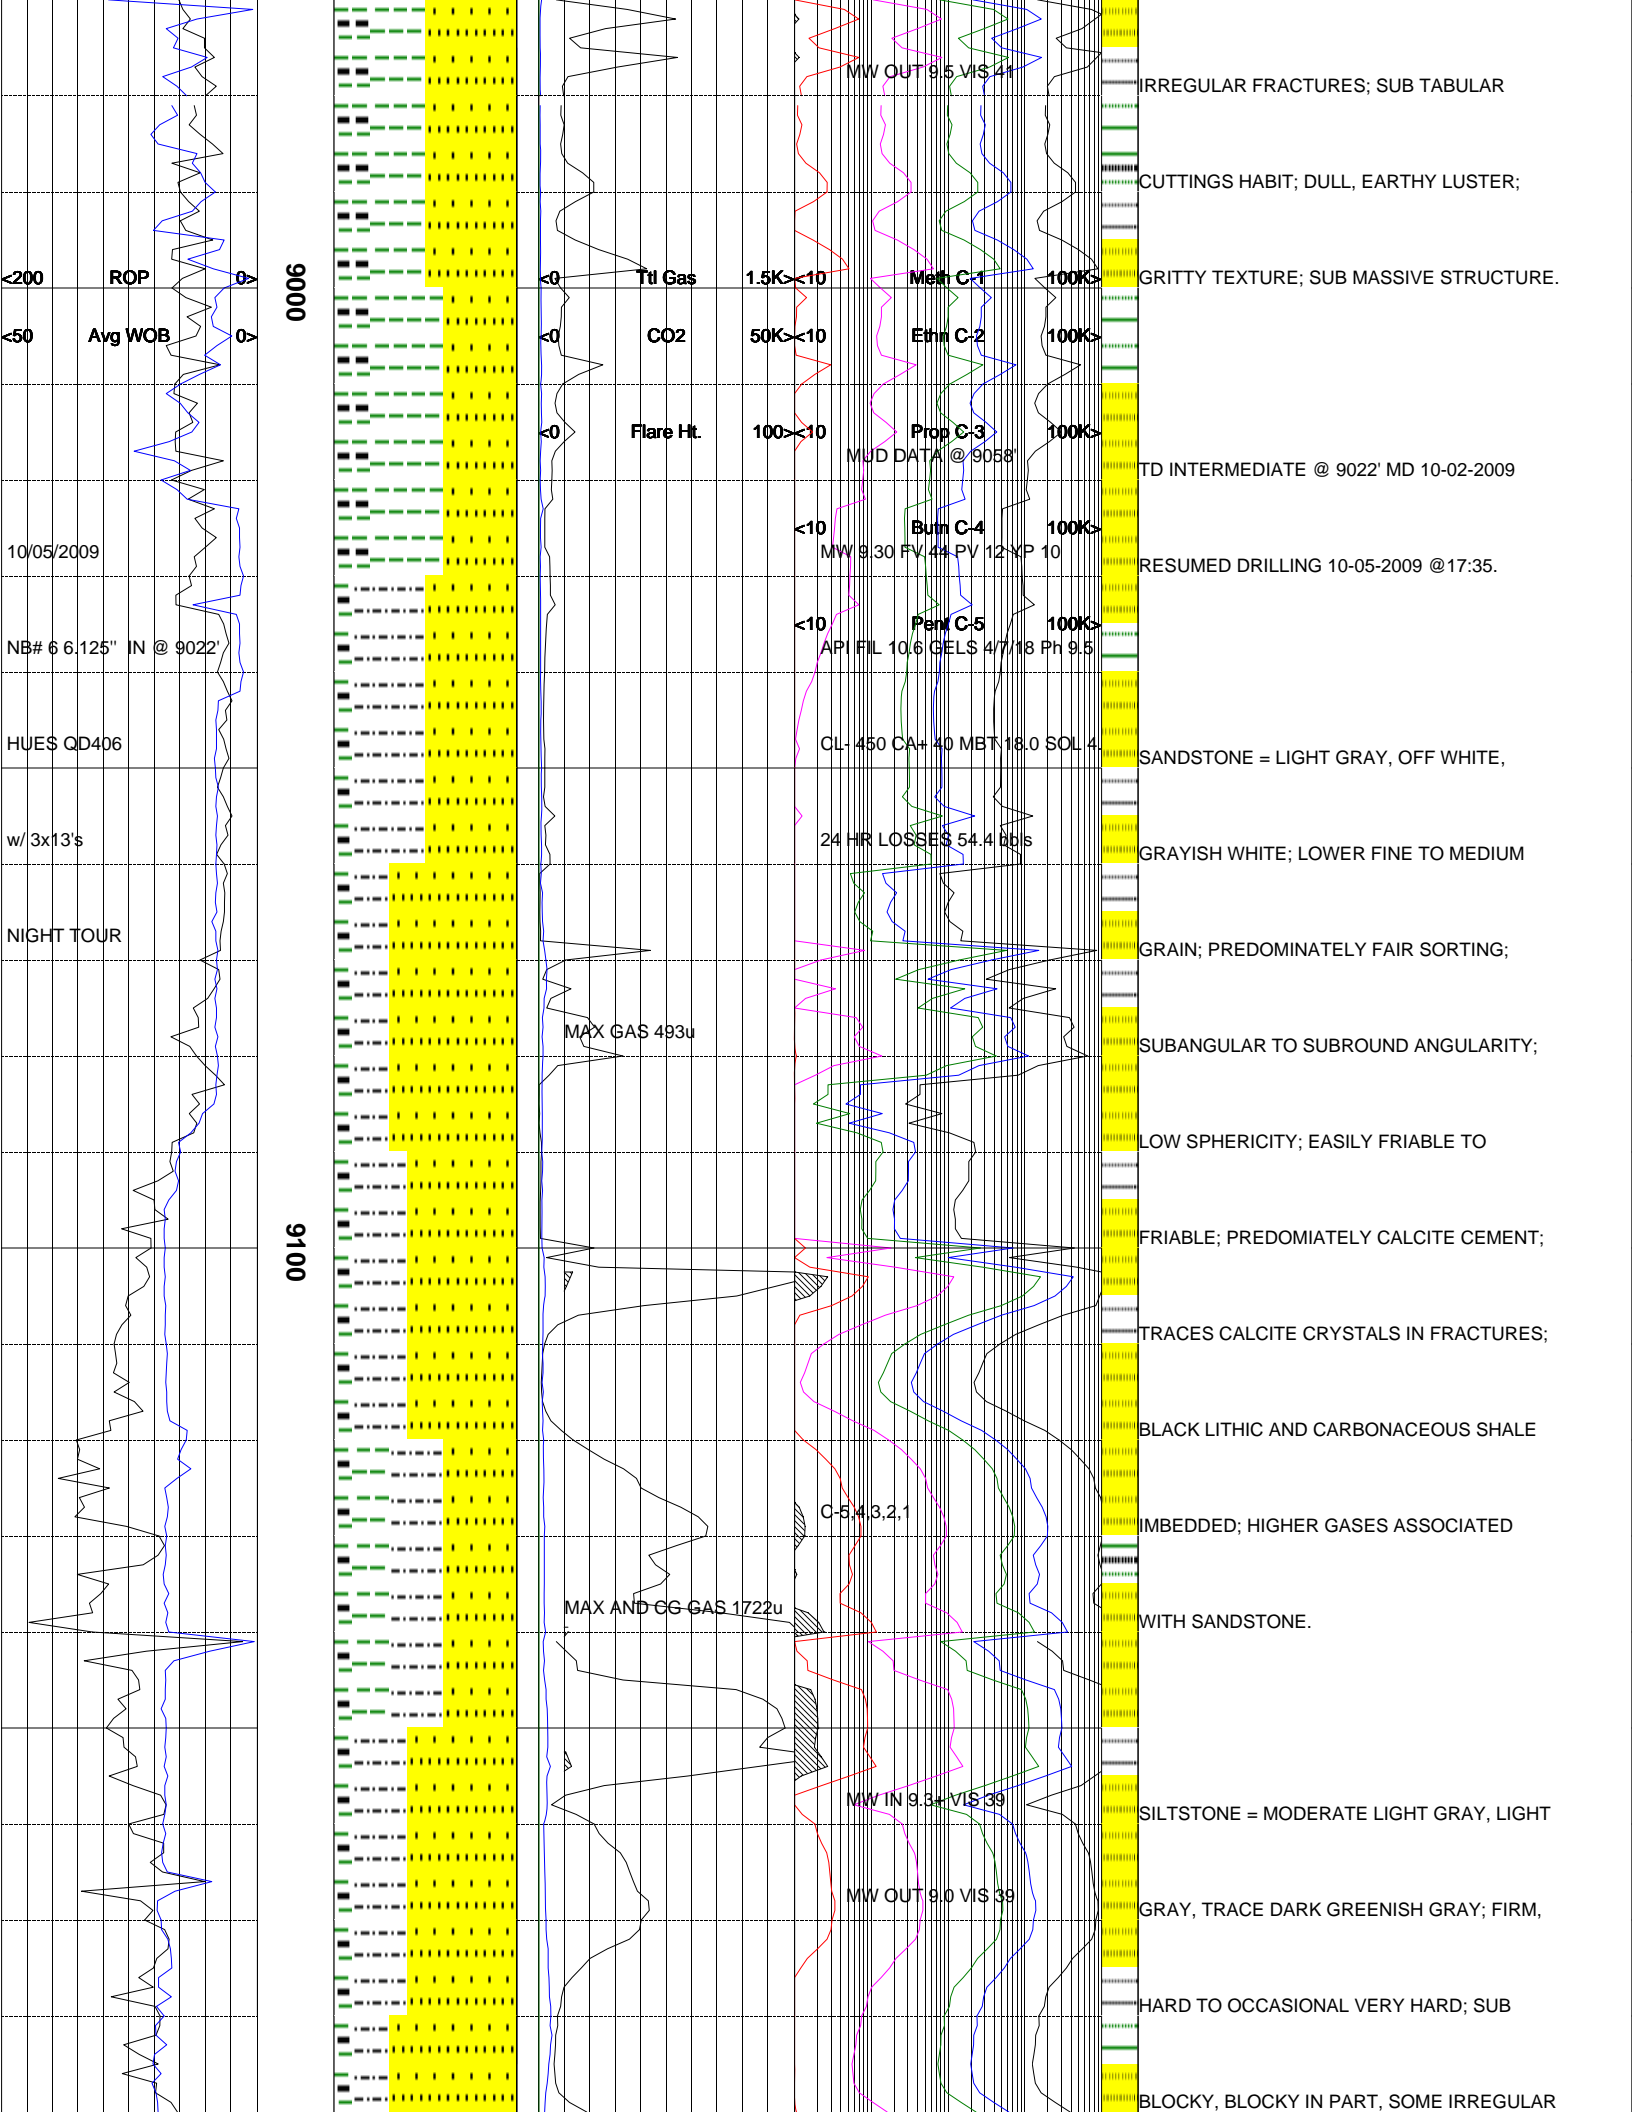 MW OUT 9.5 VIS 41
IRREGULAR FRACTURES; SUB TABULAR
CUTTINGS HABIT; DULL, EARTHY LUSTER;
<200 ROP 0>
9000
<0 Ttl Gas 1.5K>
<10 Meth C-1 100K>
GRITTY TEXTURE; SUB MASSIVE STRUCTURE.
<50 Avg WOB 0>
<0 CO2 50K>
<10 Ethn C-2 100K>
<0 Flare Ht. 100>
<10 Prop C-3 100K>
MUD DATA @ 9058'
TD INTERMEDIATE @ 9022' MD 10-02-2009
<10 Butn C-4 100K>
10/05/2009
MW 9.30 FV 44 PV 12 YP 10
RESUMED DRILLING 10-05-2009 @17:35.
<10 Pent C-5 100K>
NB# 6 6.125" IN @ 9022'
API FIL 10.6 GELS 4/7/18 Ph 9.5
HUES QD406
CL- 450 CA+ 40 MBT 18.0 SOL 4.
SANDSTONE = LIGHT GRAY, OFF WHITE,
w/ 3x13's
24 HR LOSSES 54.4 bbls
GRAYISH WHITE; LOWER FINE TO MEDIUM
NIGHT TOUR
GRAIN; PREDOMINATELY FAIR SORTING;
MAX GAS 493u
SUBANGULAR TO SUBROUND ANGULARITY;
LOW SPHERICITY; EASILY FRIABLE TO
9100
FRIABLE; PREDOMIATELY CALCITE CEMENT;
TRACES CALCITE CRYSTALS IN FRACTURES;
BLACK LITHIC AND CARBONACEOUS SHALE
C-5,4,3,2,1
IMBEDDED; HIGHER GASES ASSOCIATED
MAX AND CG GAS 1722u
WITH SANDSTONE.
MW IN 9.3+ VIS 39
SILTSTONE = MODERATE LIGHT GRAY, LIGHT
MW OUT 9.0 VIS 39
GRAY, TRACE DARK GREENISH GRAY; FIRM,
HARD TO OCCASIONAL VERY HARD; SUB
BLOCKY, BLOCKY IN PART, SOME IRREGULAR